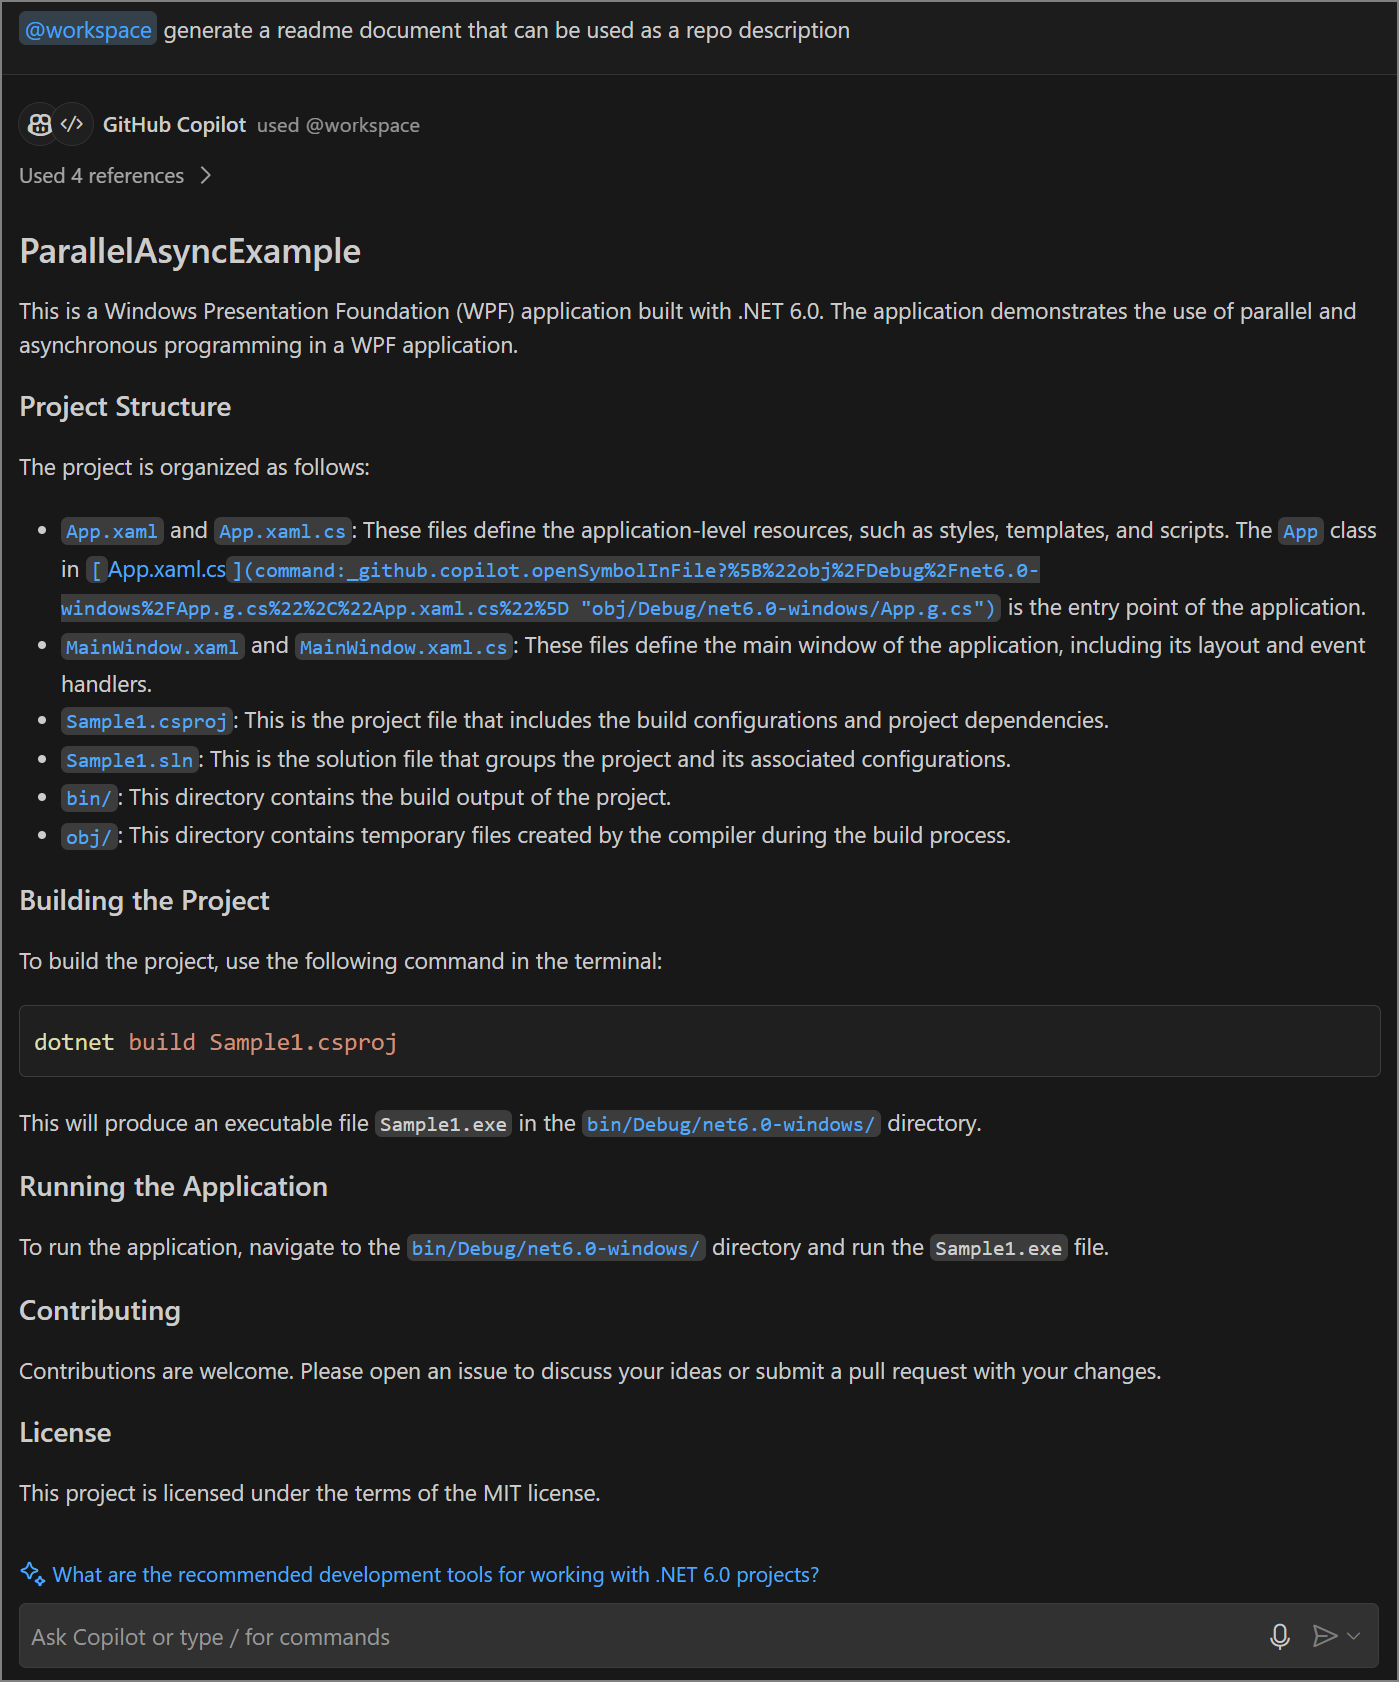 @workspace generate a readme document that can be used as a repo description
GitHub Copilot used @workspace
Used 4 references
ParallelAsyncExample
This is a Windows Presentation Foundation (WPF) application built with .NET 6.0. The application demonstrates the use of parallel and
asynchronous programming in a WPF application.
Project Structure
The project is organized as follows:
• App.xaml and App.xaml.cs: These files define the application-level resources, such as styles, templates, and scripts. The App class
in [App.xaml.cs](command:_github.copilot.openSymbolInFile?%5B%22obj%2FDebug%2Fnet6.0-
windows%2FApp.g.cs%22%2C%22App.xaml.cs%22%5D "obj/Debug/net6.0-windows/App.g.cs") is the entry point of the application.
• MainWindow.xaml and MainWindow.xaml.cs: These files define the main window of the application, including its layout and event
handlers.
• Sample1.csproj: This is the project file that includes the build configurations and project dependencies.
• Sample1.sln: This is the solution file that groups the project and its associated configurations.
• bin/: This directory contains the build output of the project.
• obj/: This directory contains temporary files created by the compiler during the build process.
Building the Project
To build the project, use the following command in the terminal:
dotnet build Sample1.csproj
This will produce an executable file Sample1.exe in the bin/Debug/net6.0-windows/ directory.
Running the Application
To run the application, navigate to the bin/Debug/net6.0-windows/ directory and run the Sample1.exe file.
Contributing
Contributions are welcome. Please open an issue to discuss your ideas or submit a pull request with your changes.
License
This project is licensed under the terms of the MIT license.
What are the recommended development tools for working with .NET 6.0 projects?
Ask Copilot or type / for commands